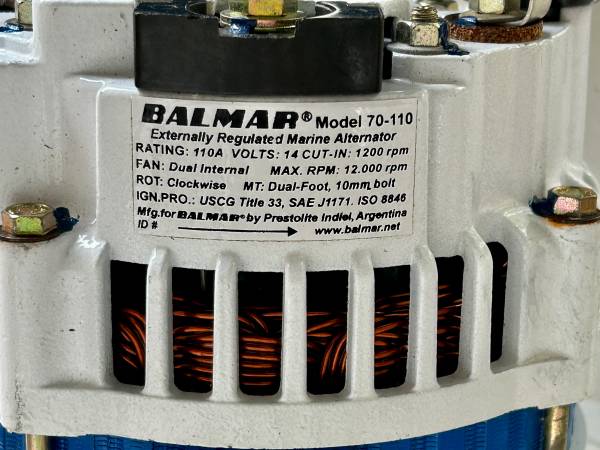 BALMAR® Model 70-110
Externally Regulated Marine Alternator
RATING: 110A VOLTS: 14 CUT-IN: 1200 rpm
FAN: Dual Internal MAX. RPM: 12.000 rpm
ROT: Clockwise MT: Dual-Foot, 10mm bolt
IGN.PRO.: USCG Title 33, SAE J1171. ISO 8846
Mfg.for BALMAR® by Prestolite Indiel, Argentina
ID # www.balmar.net